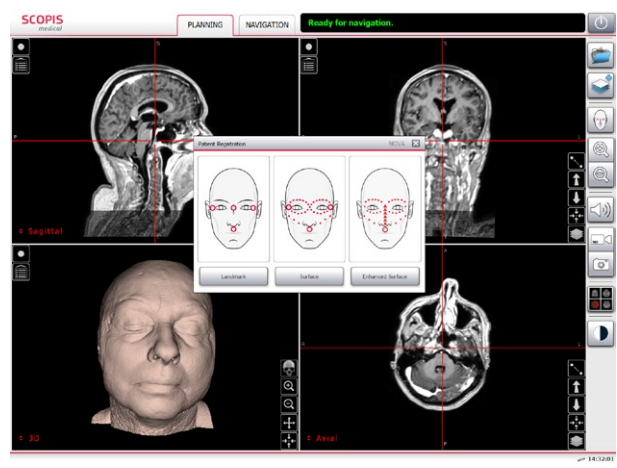 SCOPIS
medical
PLANNING
NAVIGATION
Ready for navigation.
Patient Registration
NOVA
Landmark
Surface
Enhanced Surface
S
P
L
Sagittal
A
R
L
3D
Axial
P
14:32:01